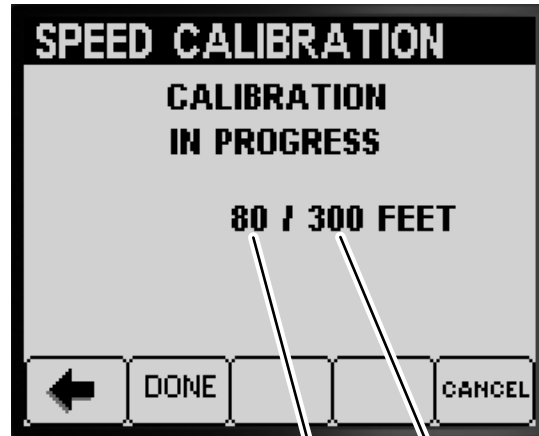 SPEED CALIBRATION
CALIBRATION
IN PROGRESS
80 / 300 FEET
DONE
CANCEL